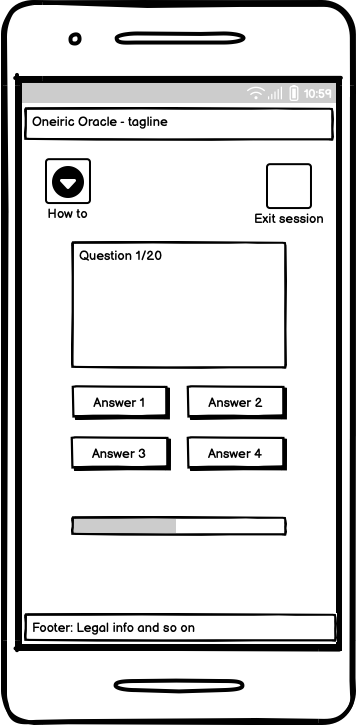 10:59
Oneiric Oracle - tagline
How to
Exit session
Question 1/20
Answer 1
Answer 2
Answer 3
Answer 4
Footer: Legal info and so on